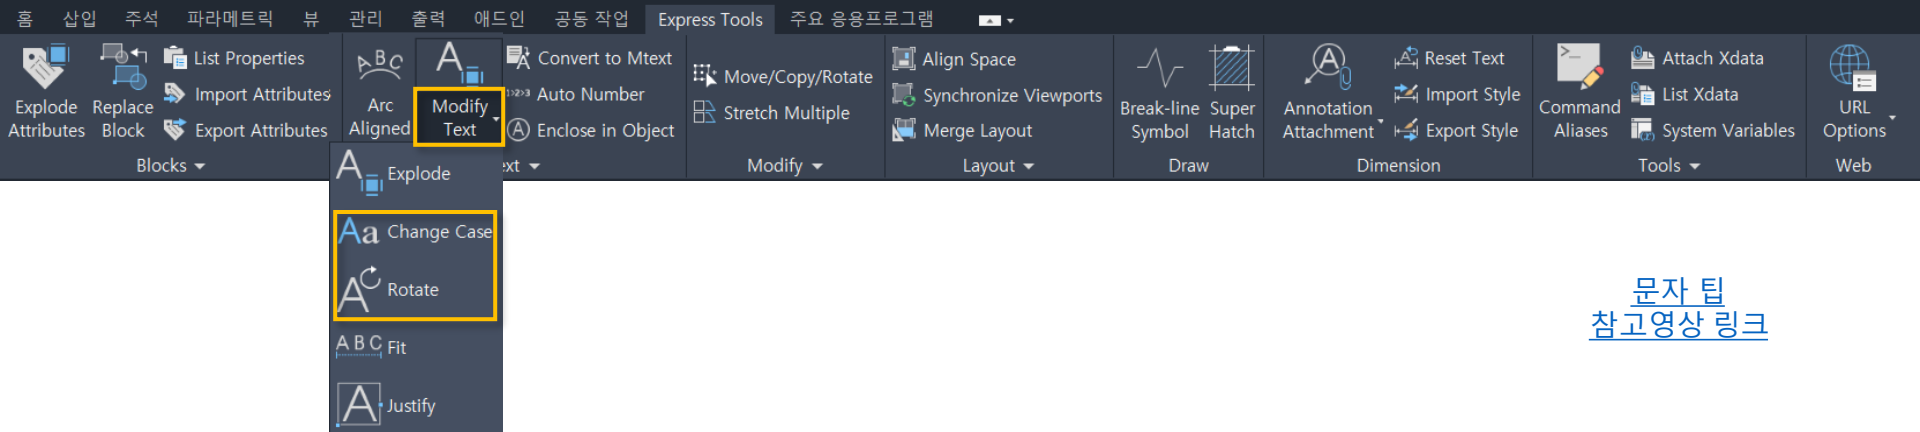 홈 삽입 주석 파라메트릭 뷰 관리 출력 애드인 공동 작업 Express Tools 주요 응용프로그램
Explode
Attributes
Replace
Block
List Properties
Import Attributes
Export Attributes
Blocks
ABC
Arc
Aligned
A
Modify
Text
Convert to Mtext
Auto Number
Enclose in Object
Move/Copy/Rotate
Stretch Multiple
Modify
Align Space
Synchronize Viewports
Merge Layout
Layout
Break-line
Symbol
Super
Hatch
Draw
Annotation
Attachment
Reset Text
Import Style
Export Style
Dimension
Command
Aliases
Attach Xdata
List Xdata
System Variables
Tools
URL
Options
Web
A Explode
Aa Change Case
A Rotate
ABC Fit
A Justify
문자 팁
참고영상 링크